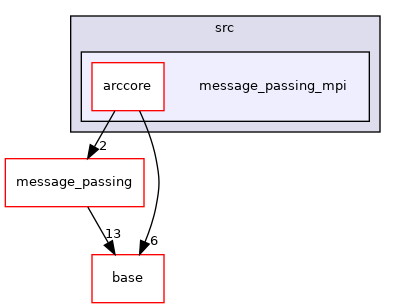 src
arccore
message_passing_mpi
2
message_passing
13
6
base